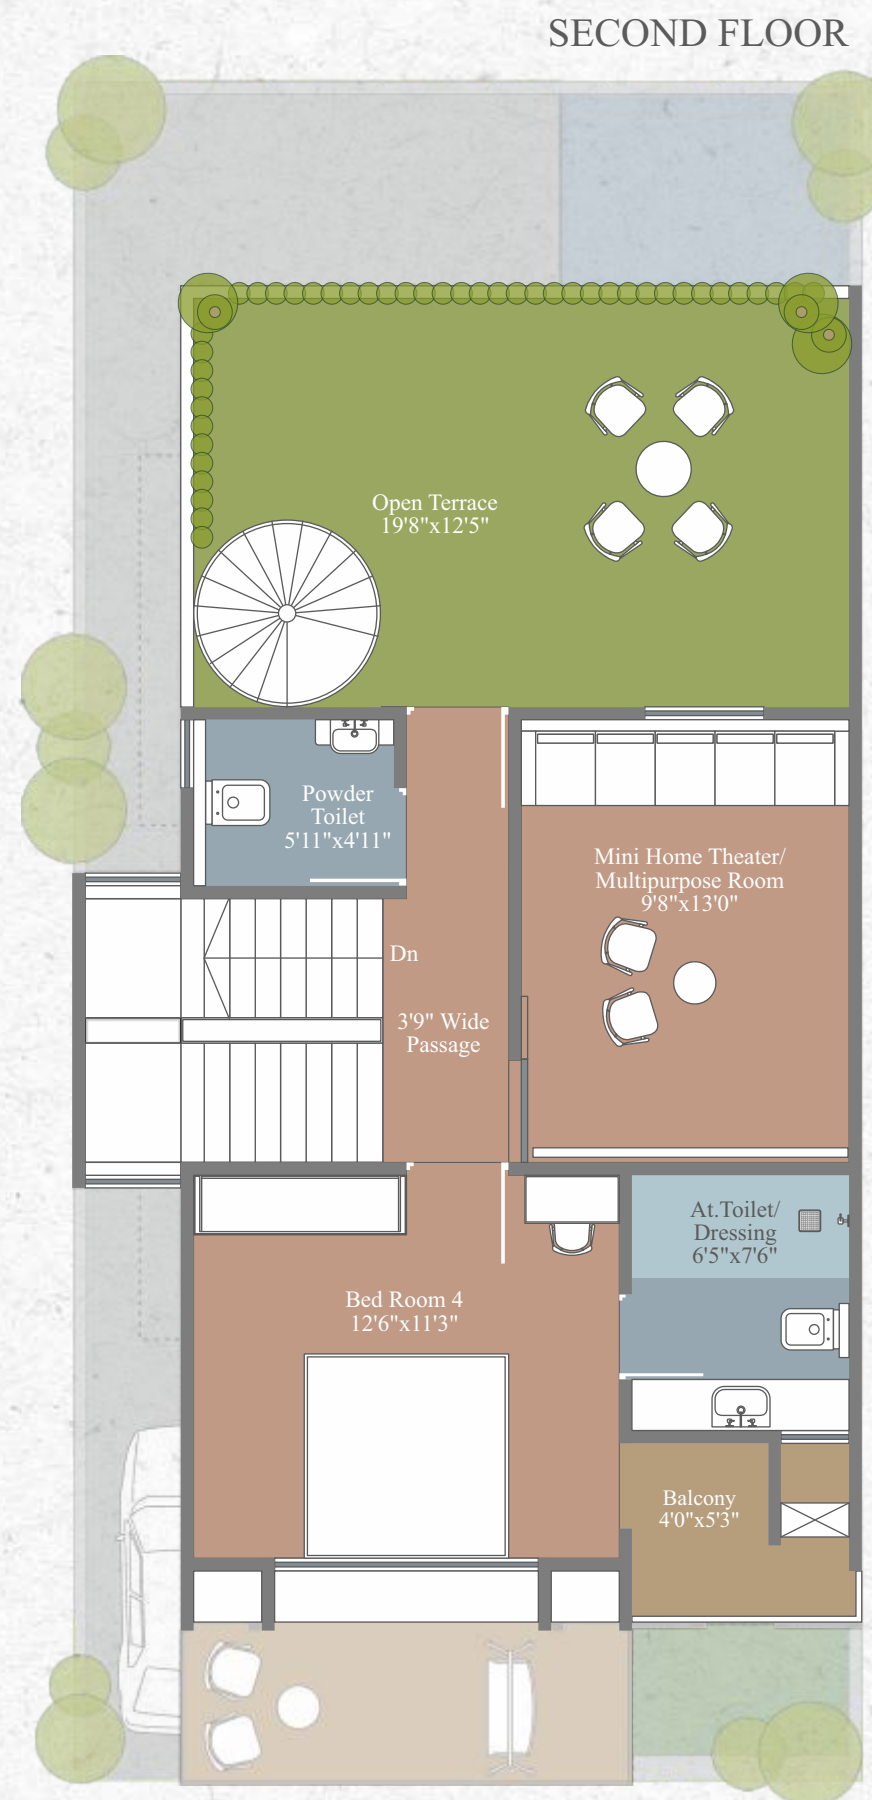 SECOND FLOOR
Open Terrace
19'8"x12'5"
Powder
Toilet
5'11"x4'11"
Mini Home Theater/
Multipurpose Room
9'8"x13'0"
Dn
3'9" Wide
Passage
At.Toilet/
Dressing
6'5"x7'6"
Bed Room 4
12'6"x11'3"
Balcony
4'0"x5'3"